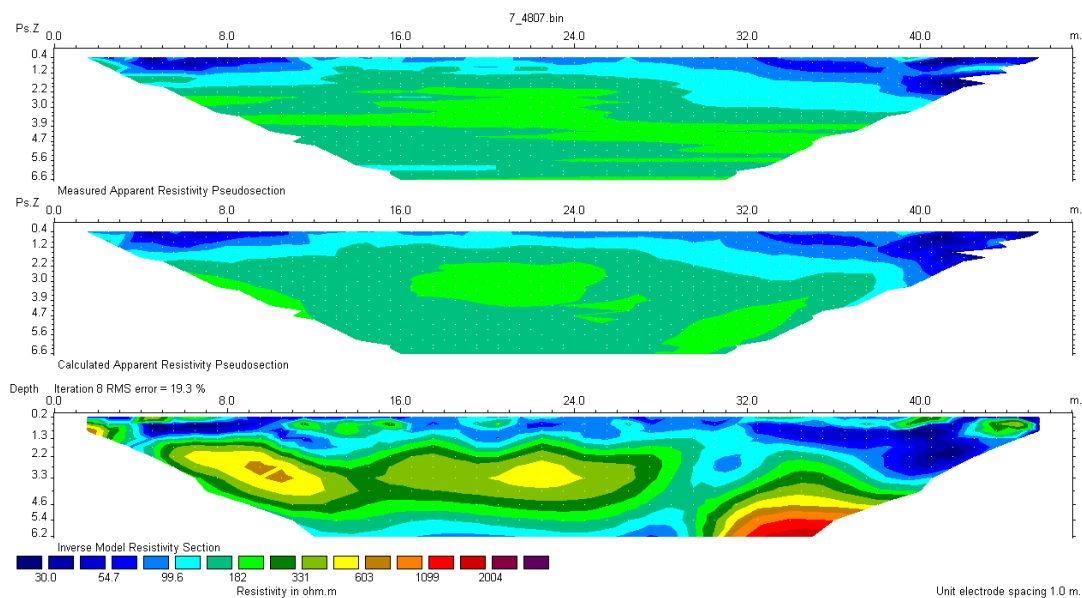 7_4807.bin
Ps.Z
0.0 8.0 16.0 24.0 32.0 40.0 m.
0.4
1.2
2.2
3.0
3.9
4.7
5.6
6.6
Measured Apparent Resistivity Pseudosection
Ps.Z
0.0 8.0 16.0 24.0 32.0 40.0 m.
0.4
1.2
2.2
3.0
3.9
4.7
5.6
6.6
Calculated Apparent Resistivity Pseudosection
Depth Iteration 8 RMS error = 19.3 %
0.0 8.0 16.0 24.0 32.0 40.0 m.
0.2
1.3
2.5
3.3
4.6
5.4
6.2
Inverse Model Resistivity Section
30.0 54.7 99.6 182 331 603 1099 2004
Resistivity in ohm.m
Unit electrode spacing 1.0 m.